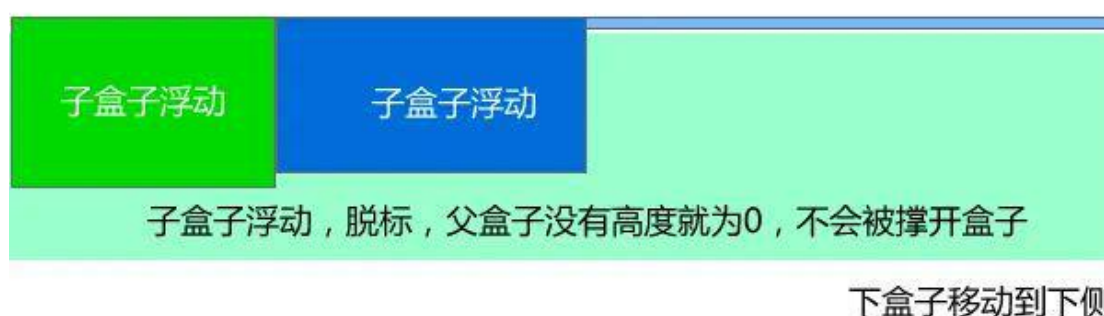 子盒子浮动 子盒子浮动
子盒子浮动，脱标，父盒子没有高度就为0，不会被撑开盒子
下盒子移动到下侧